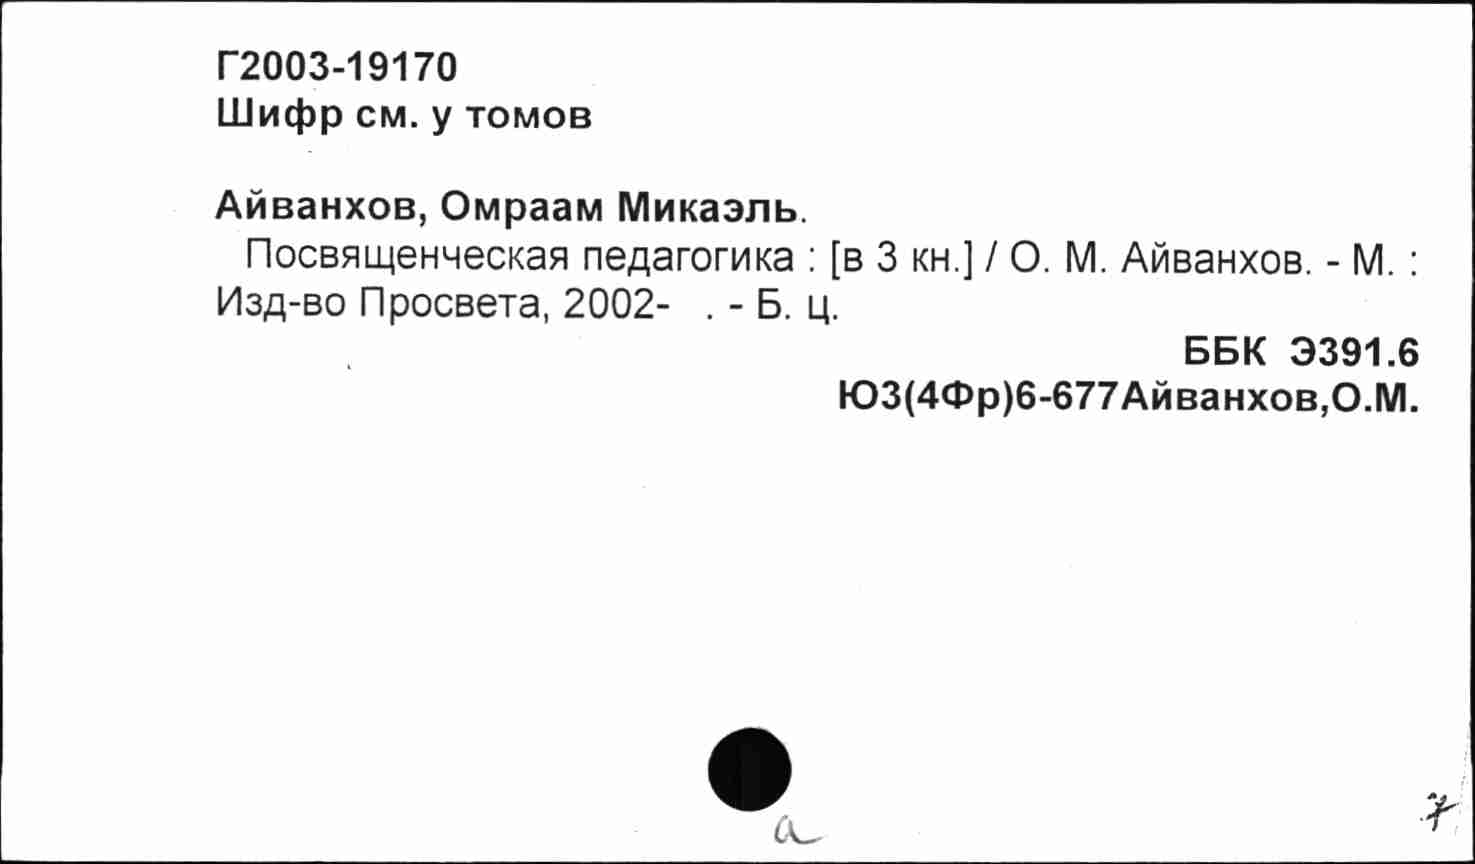 Г2003-19170
Шифр см. у томов
Айванхов, Омраам Микаэль.
Посвященческая педагогика : [в 3 кн.] / О. М. Айванхов. - М. :
Изд-во Просвета, 2002-   . - Б. ц.
ББК Э391.6
Ю3(4Фр)6-677Айванхов,О.М.
а